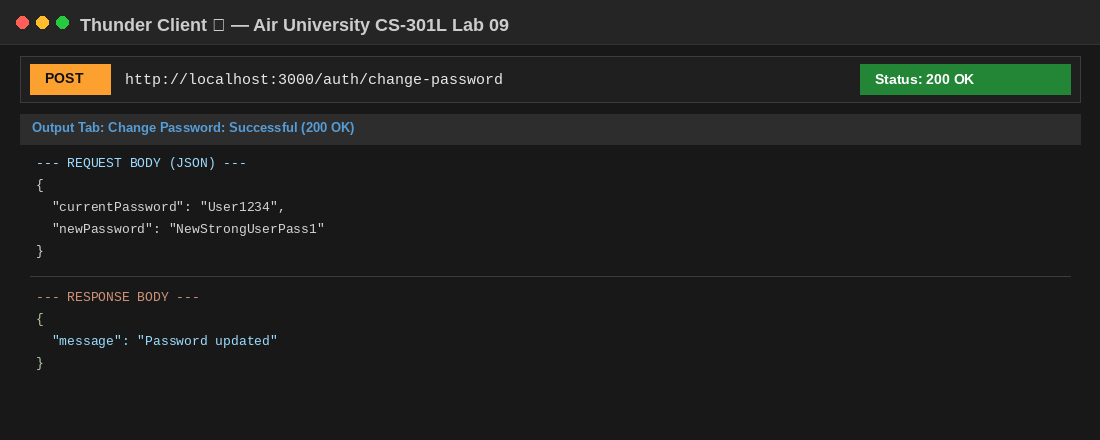 Thunder Client — Air University CS-301L Lab 09
POST http://localhost:3000/auth/change-password Status: 200 OK
Output Tab: Change Password: Successful (200 OK)
--- REQUEST BODY (JSON) ---
{
  "currentPassword": "User1234",
  "newPassword": "NewStrongUserPass1"
}
--- RESPONSE BODY ---
{
  "message": "Password updated"
}